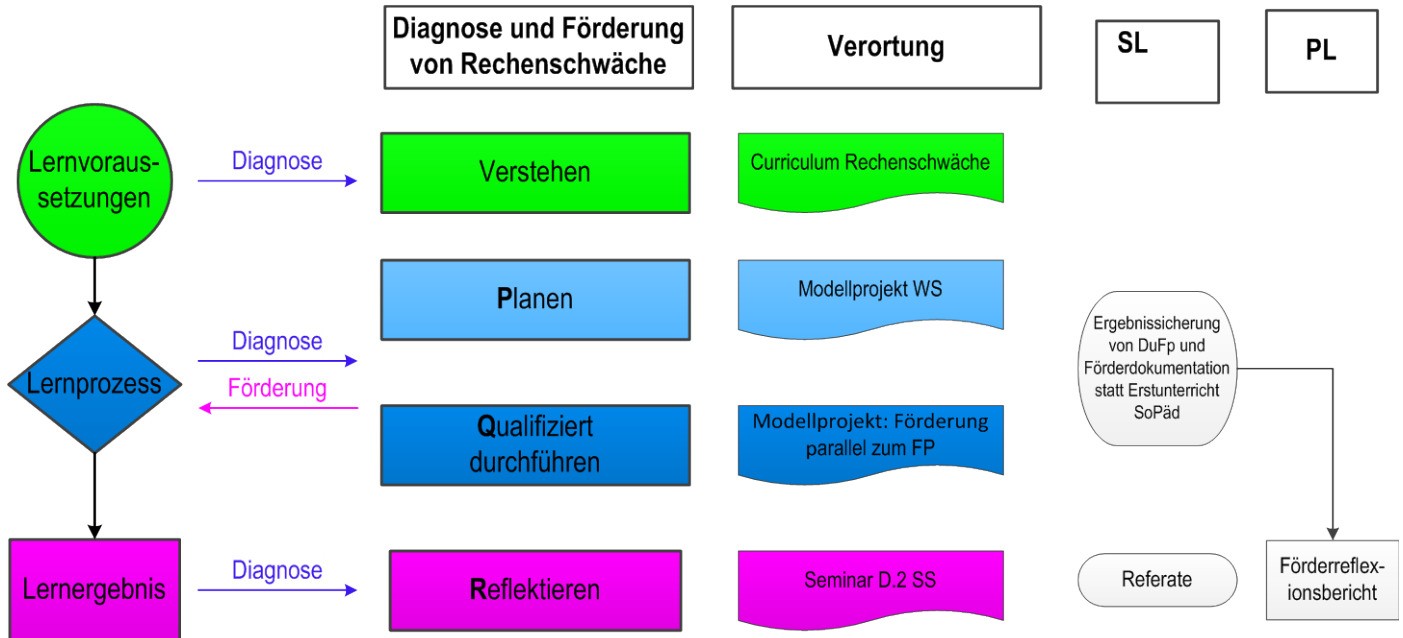 Diagnose und Förderung
von Rechenschwäche
Verortung
SL
PL
Lernvoraus-
setzungen
Diagnose
Verstehen
Curriculum Rechenschwäche
Planen
Modellprojekt WS
Lernprozess
Diagnose
Förderung
Qualifiziert
durchführen
Modellprojekt: Förderung
parallel zum FP
Ergebnissicherung
von DuFp und
Förderdokumentation
statt Erstunterricht
SoPäd
Lernergebnis
Diagnose
Reflektieren
Seminar D.2 SS
Referate
Förderreflex-
ionsbericht